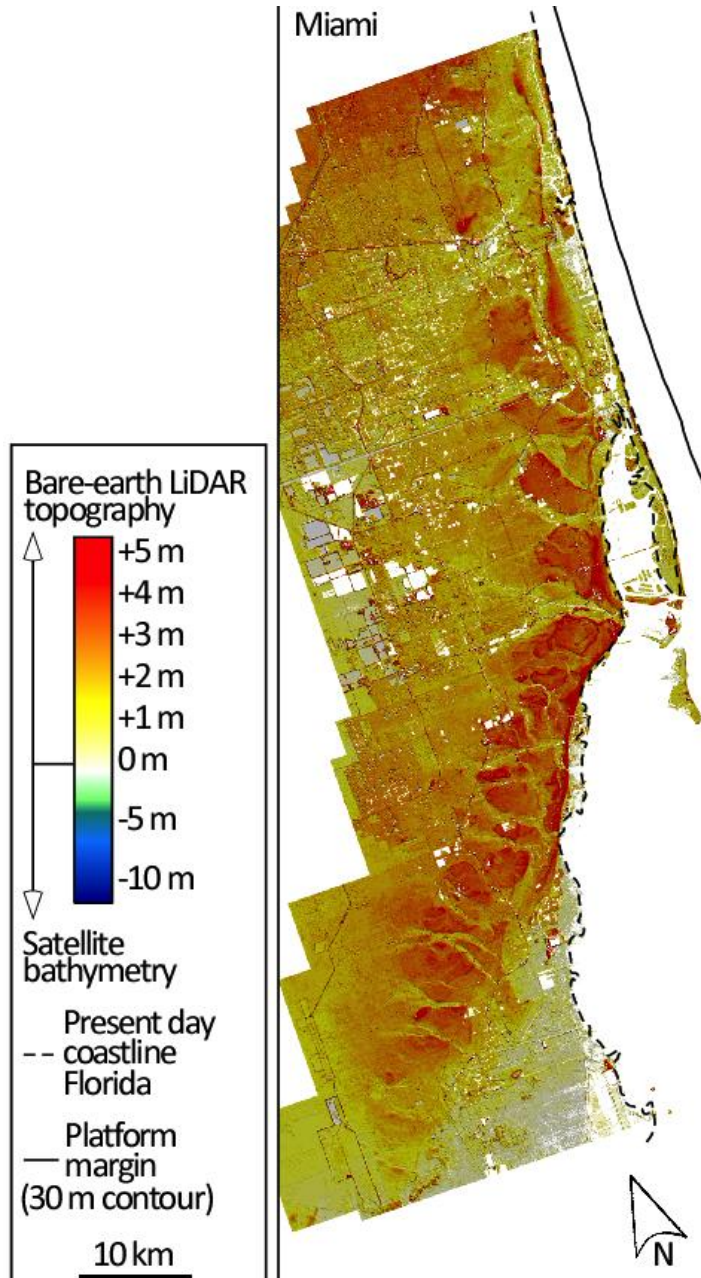 Miami
Bare-earth LiDAR
topography
+5 m
+4 m
+3 m
+2 m
+1 m
0 m
-5 m
-10 m
Satellite
bathymetry
Present day
coastline
Florida
Platform
margin
(30 m contour)
10 km
N